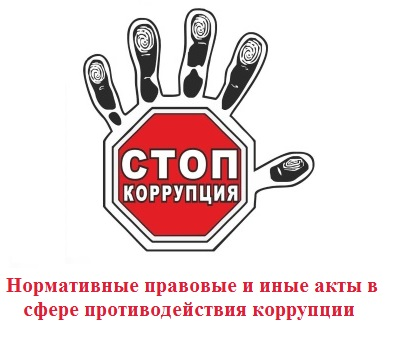 СТОП
КОРРУПЦИЯ
Нормативные правовые и иные акты в
сфере противодействия коррупции